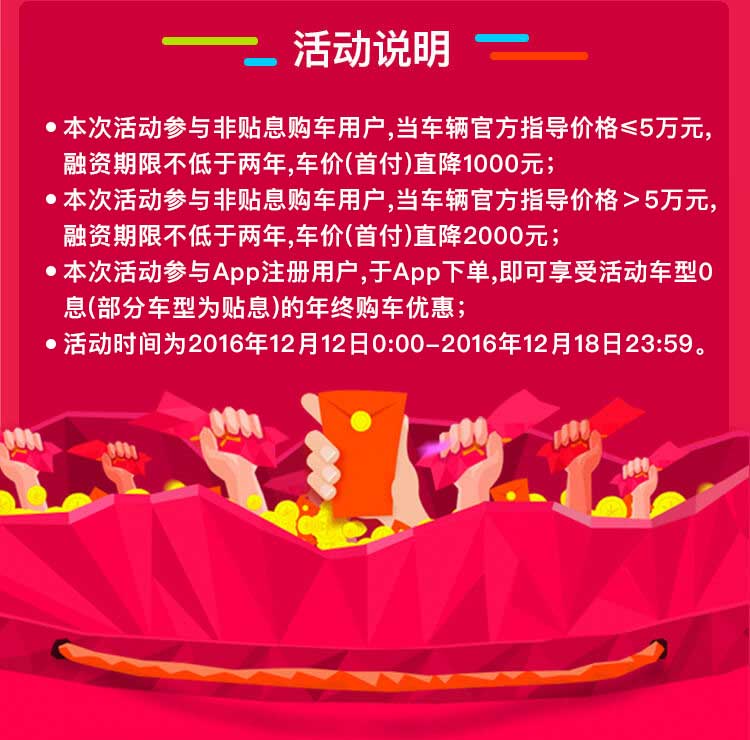 活动说明
●本次活动参与非贴息购车用户,当车辆官方指导价格≤5万元,
融资期限不低于两年,车价(首付)直降1000元；
●本次活动参与非贴息购车用户,当车辆官方指导价格＞5万元,
融资期限不低于两年,车价(首付)直降2000元；
●本次活动参与App注册用户,于App下单,即可享受活动车型0
息(部分车型为贴息)的年终购车优惠；
●活动时间为2016年12月12日0:00-2016年12月18日23:59。